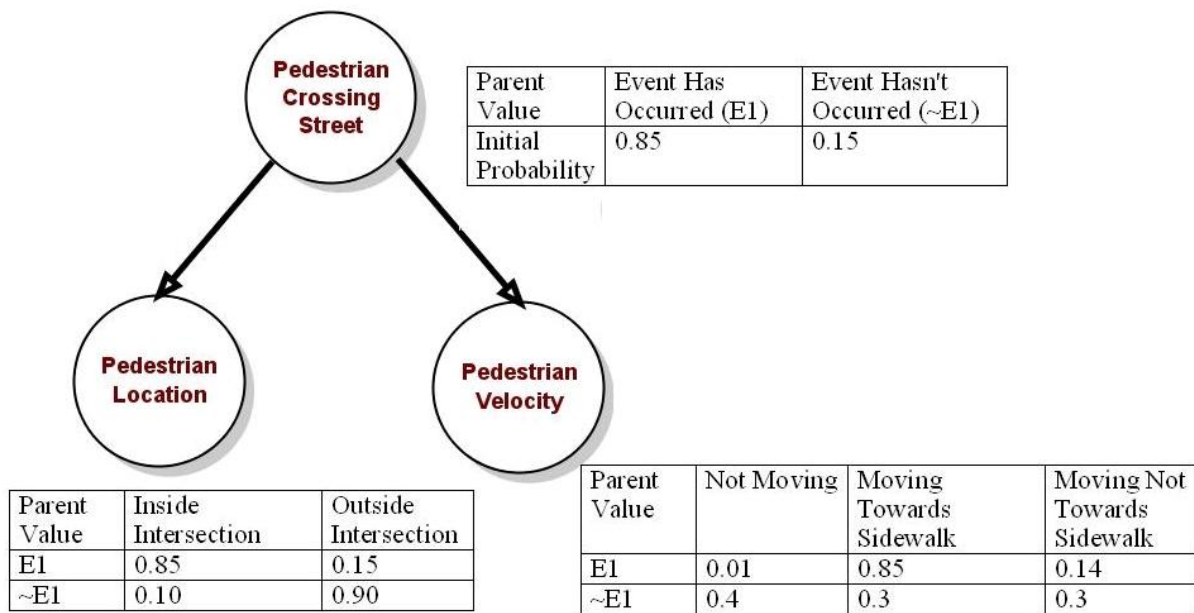 Pedestrian
Crossing
Street
Parent Value Event Has Occurred (E1) Event Hasn't Occurred (~E1)
Initial Probability 0.85 0.15
Pedestrian
Location
Pedestrian
Velocity
Parent Value Inside Intersection Outside Intersection
E1 0.85 0.15
~E1 0.10 0.90
Parent Value Not Moving Moving Towards Sidewalk Moving Not Towards Sidewalk
E1 0.01 0.85 0.14
~E1 0.4 0.3 0.3